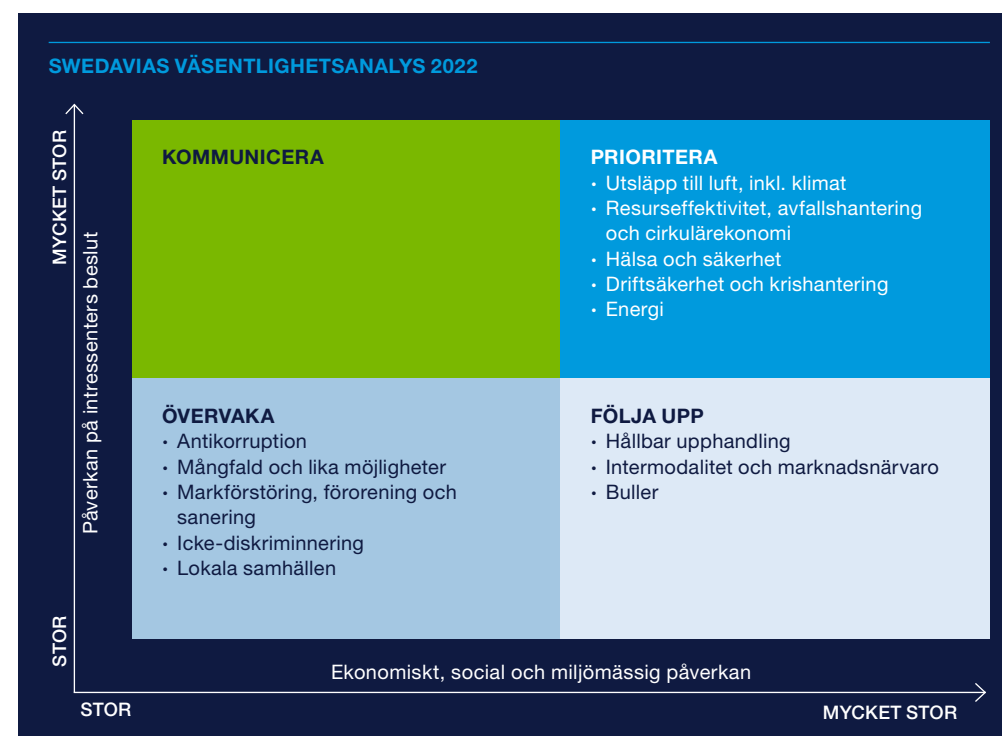 SWEDAVIAS VÄSENTLIGHETSANALYS 2022
MYCKET STOR
Påverkan på intressenters beslut
STOR
KOMMUNICERA
PRIORITERA
· Utsläpp till luft, inkl. klimat
· Resurseffektivitet, avfallshantering
och cirkulärekonomi
· Hälsa och säkerhet
· Driftsäkerhet och krishantering
· Energi
ÖVERVAKA
· Antikorruption
· Mångfald och lika möjligheter
· Markförstöring, förorening och
sanering
· Icke-diskriminnering
· Lokala samhällen
FÖLJA UPP
· Hållbar upphandling
· Intermodalitet och marknadsnärvaro
· Buller
Ekonomiskt, social och miljömässig påverkan
STOR
MYCKET STOR